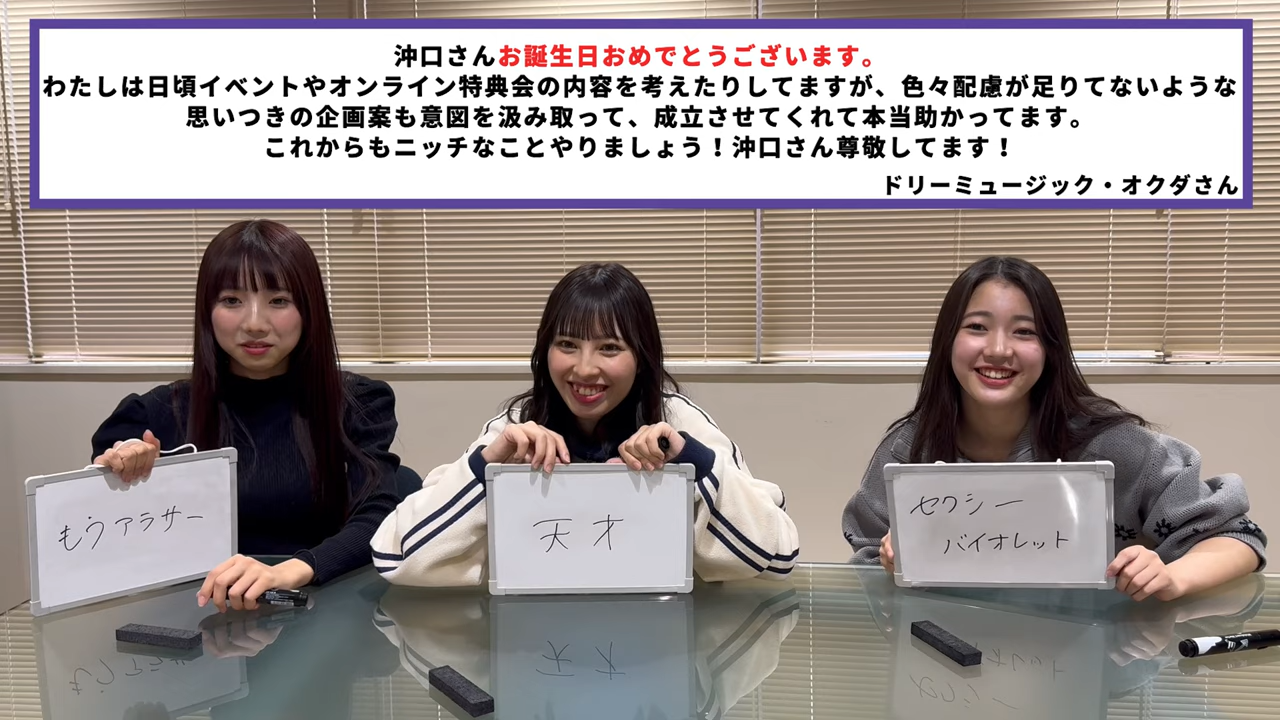 沖口さんお誕生日おめでとうございます。
わたしは日頃イベントやオンライン特典会の内容を考えたりしてますが、色々配慮が足りてないような
思いつきの企画案も意図を汲み取って、成立させてくれて本当助かってます。
これからもニッチなことやりましょう！沖口さん尊敬してます！
ドリーミュージック・オクダさん
もうアラサー
天才
セクシー
バイオレット